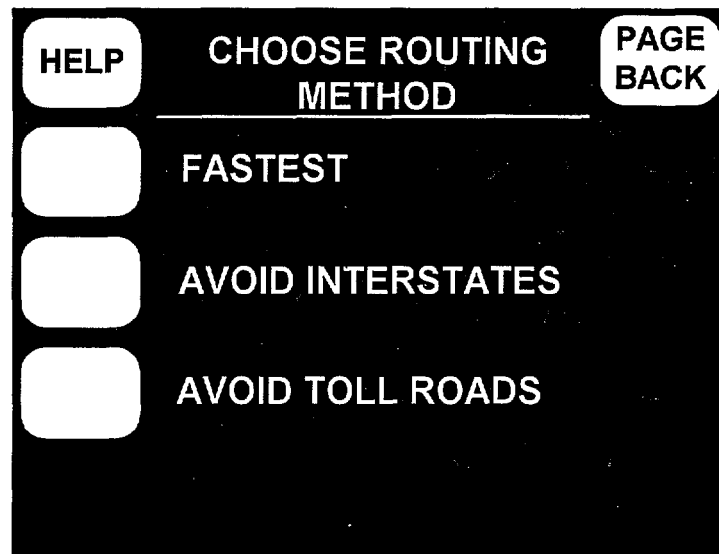 HELP
CHOOSE ROUTING
METHOD
PAGE
BACK
FASTEST
AVOID INTERSTATES
AVOID TOLL ROADS